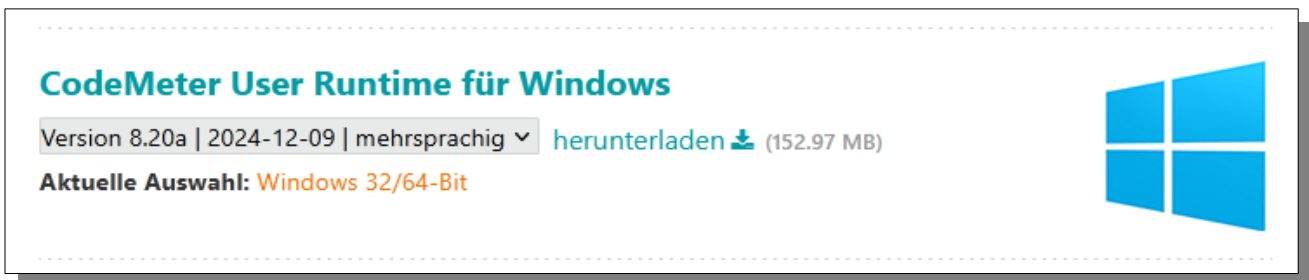 CodeMeter User Runtime für Windows
Version 8.20a | 2024-12-09 | mehrsprachig herunterladen (152.97 MB)
Aktuelle Auswahl: Windows 32/64-Bit